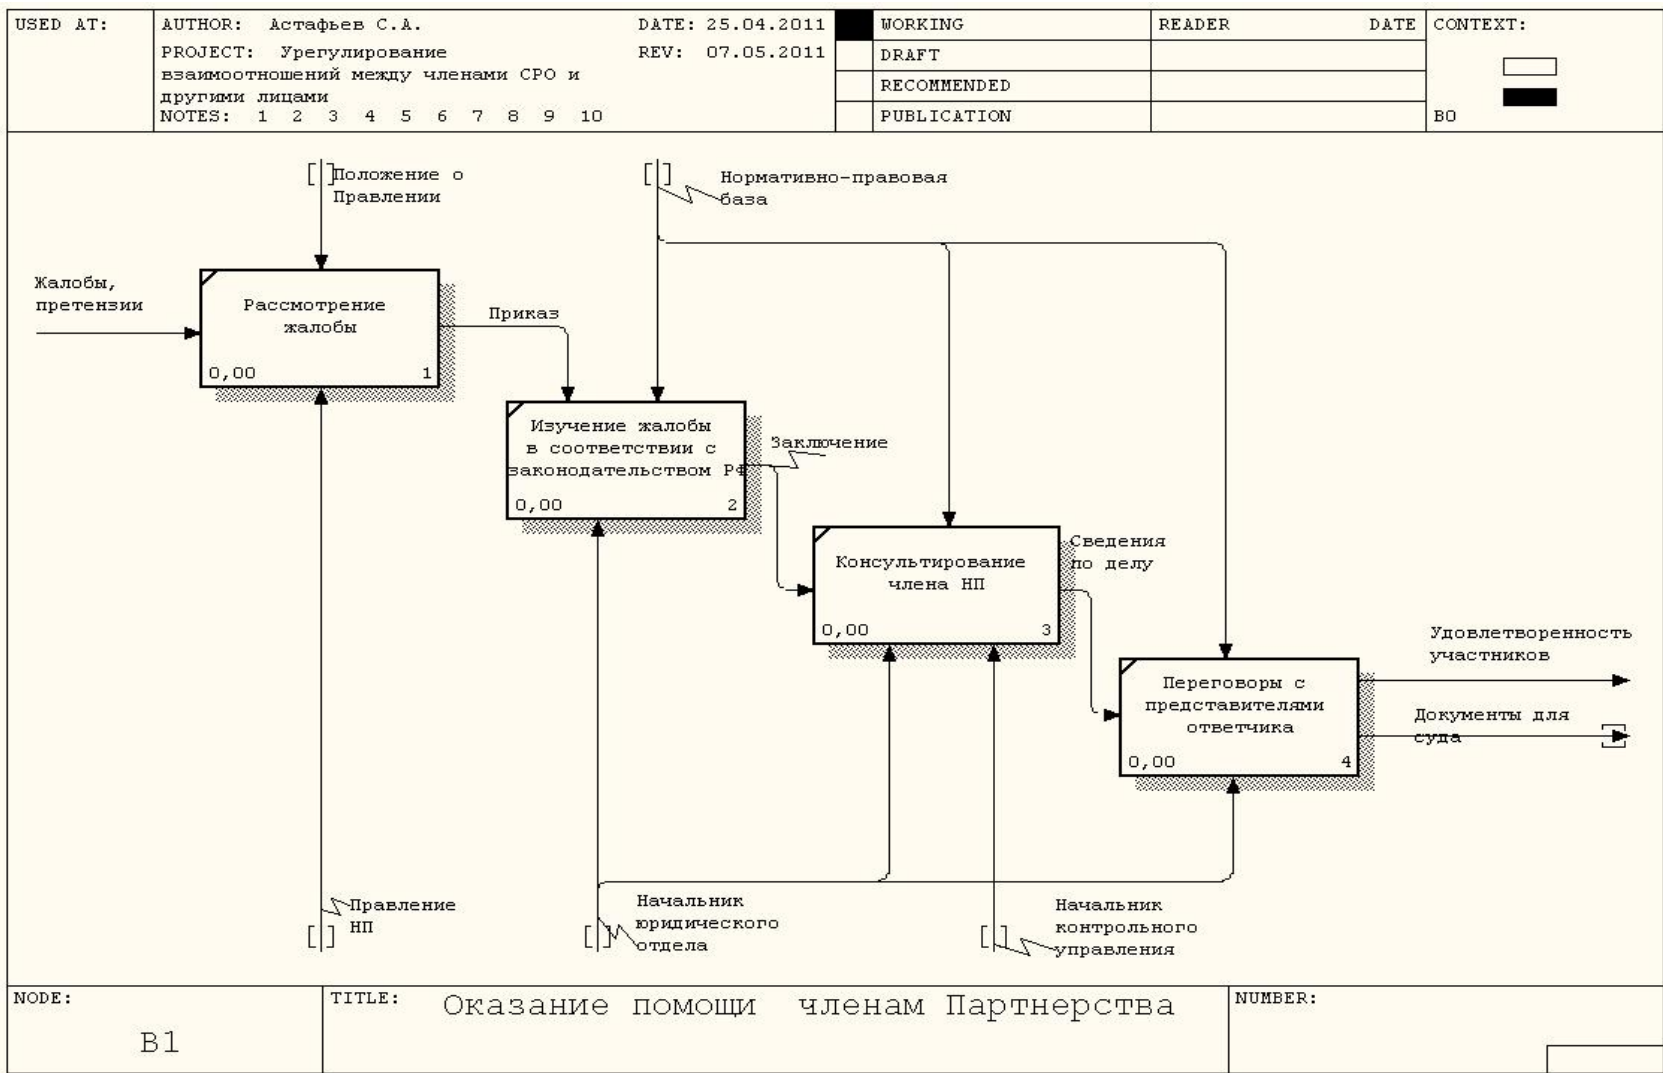 USED AT:
AUTHOR: Астафьев С.А.
DATE: 25.04.2011
PROJECT: Урегулирование
взаимоотношений между членами СРО и
другими лицами
REV: 07.05.2011
NOTES: 1 2 3 4 5 6 7 8 9 10
WORKING
DRAFT
RECOMMENDED
PUBLICATION
READER DATE
CONTEXT:
B0
Положение о
Правлении
Нормативно-правовая
база
Жалобы,
претензии
Рассмотрение
жалобы
0,00 1
Приказ
Изучение жалобы
в соответствии с
законодательством РФ
0,00 2
Заключение
Консультирование
члена НП
0,00 3
Сведения
по делу
Переговоры с
представителями
ответчика
0,00 4
Удовлетворенность
участников
Документы для
суда
Правление
НП
Начальник
юридического
отдела
Начальник
контрольного
управления
NODE:
B1
TITLE: Оказание помощи членам Партнерства
NUMBER: